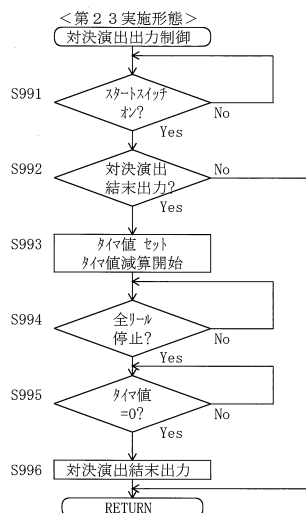 ＜第２３実施形態＞
対決演出出力制御
S991
ｽﾀｰﾄｽｲｯﾁ
ｵﾝ?
No
Yes
S992
対決演出
結末出力?
No
Yes
S993
ﾀｲﾏ値 ｾｯﾄ
ﾀｲﾏ値減算開始
S994
全ﾘｰﾙ
停止?
No
Yes
S995
ﾀｲﾏ値
=0?
No
Yes
S996
対決演出結末出力
RETURN